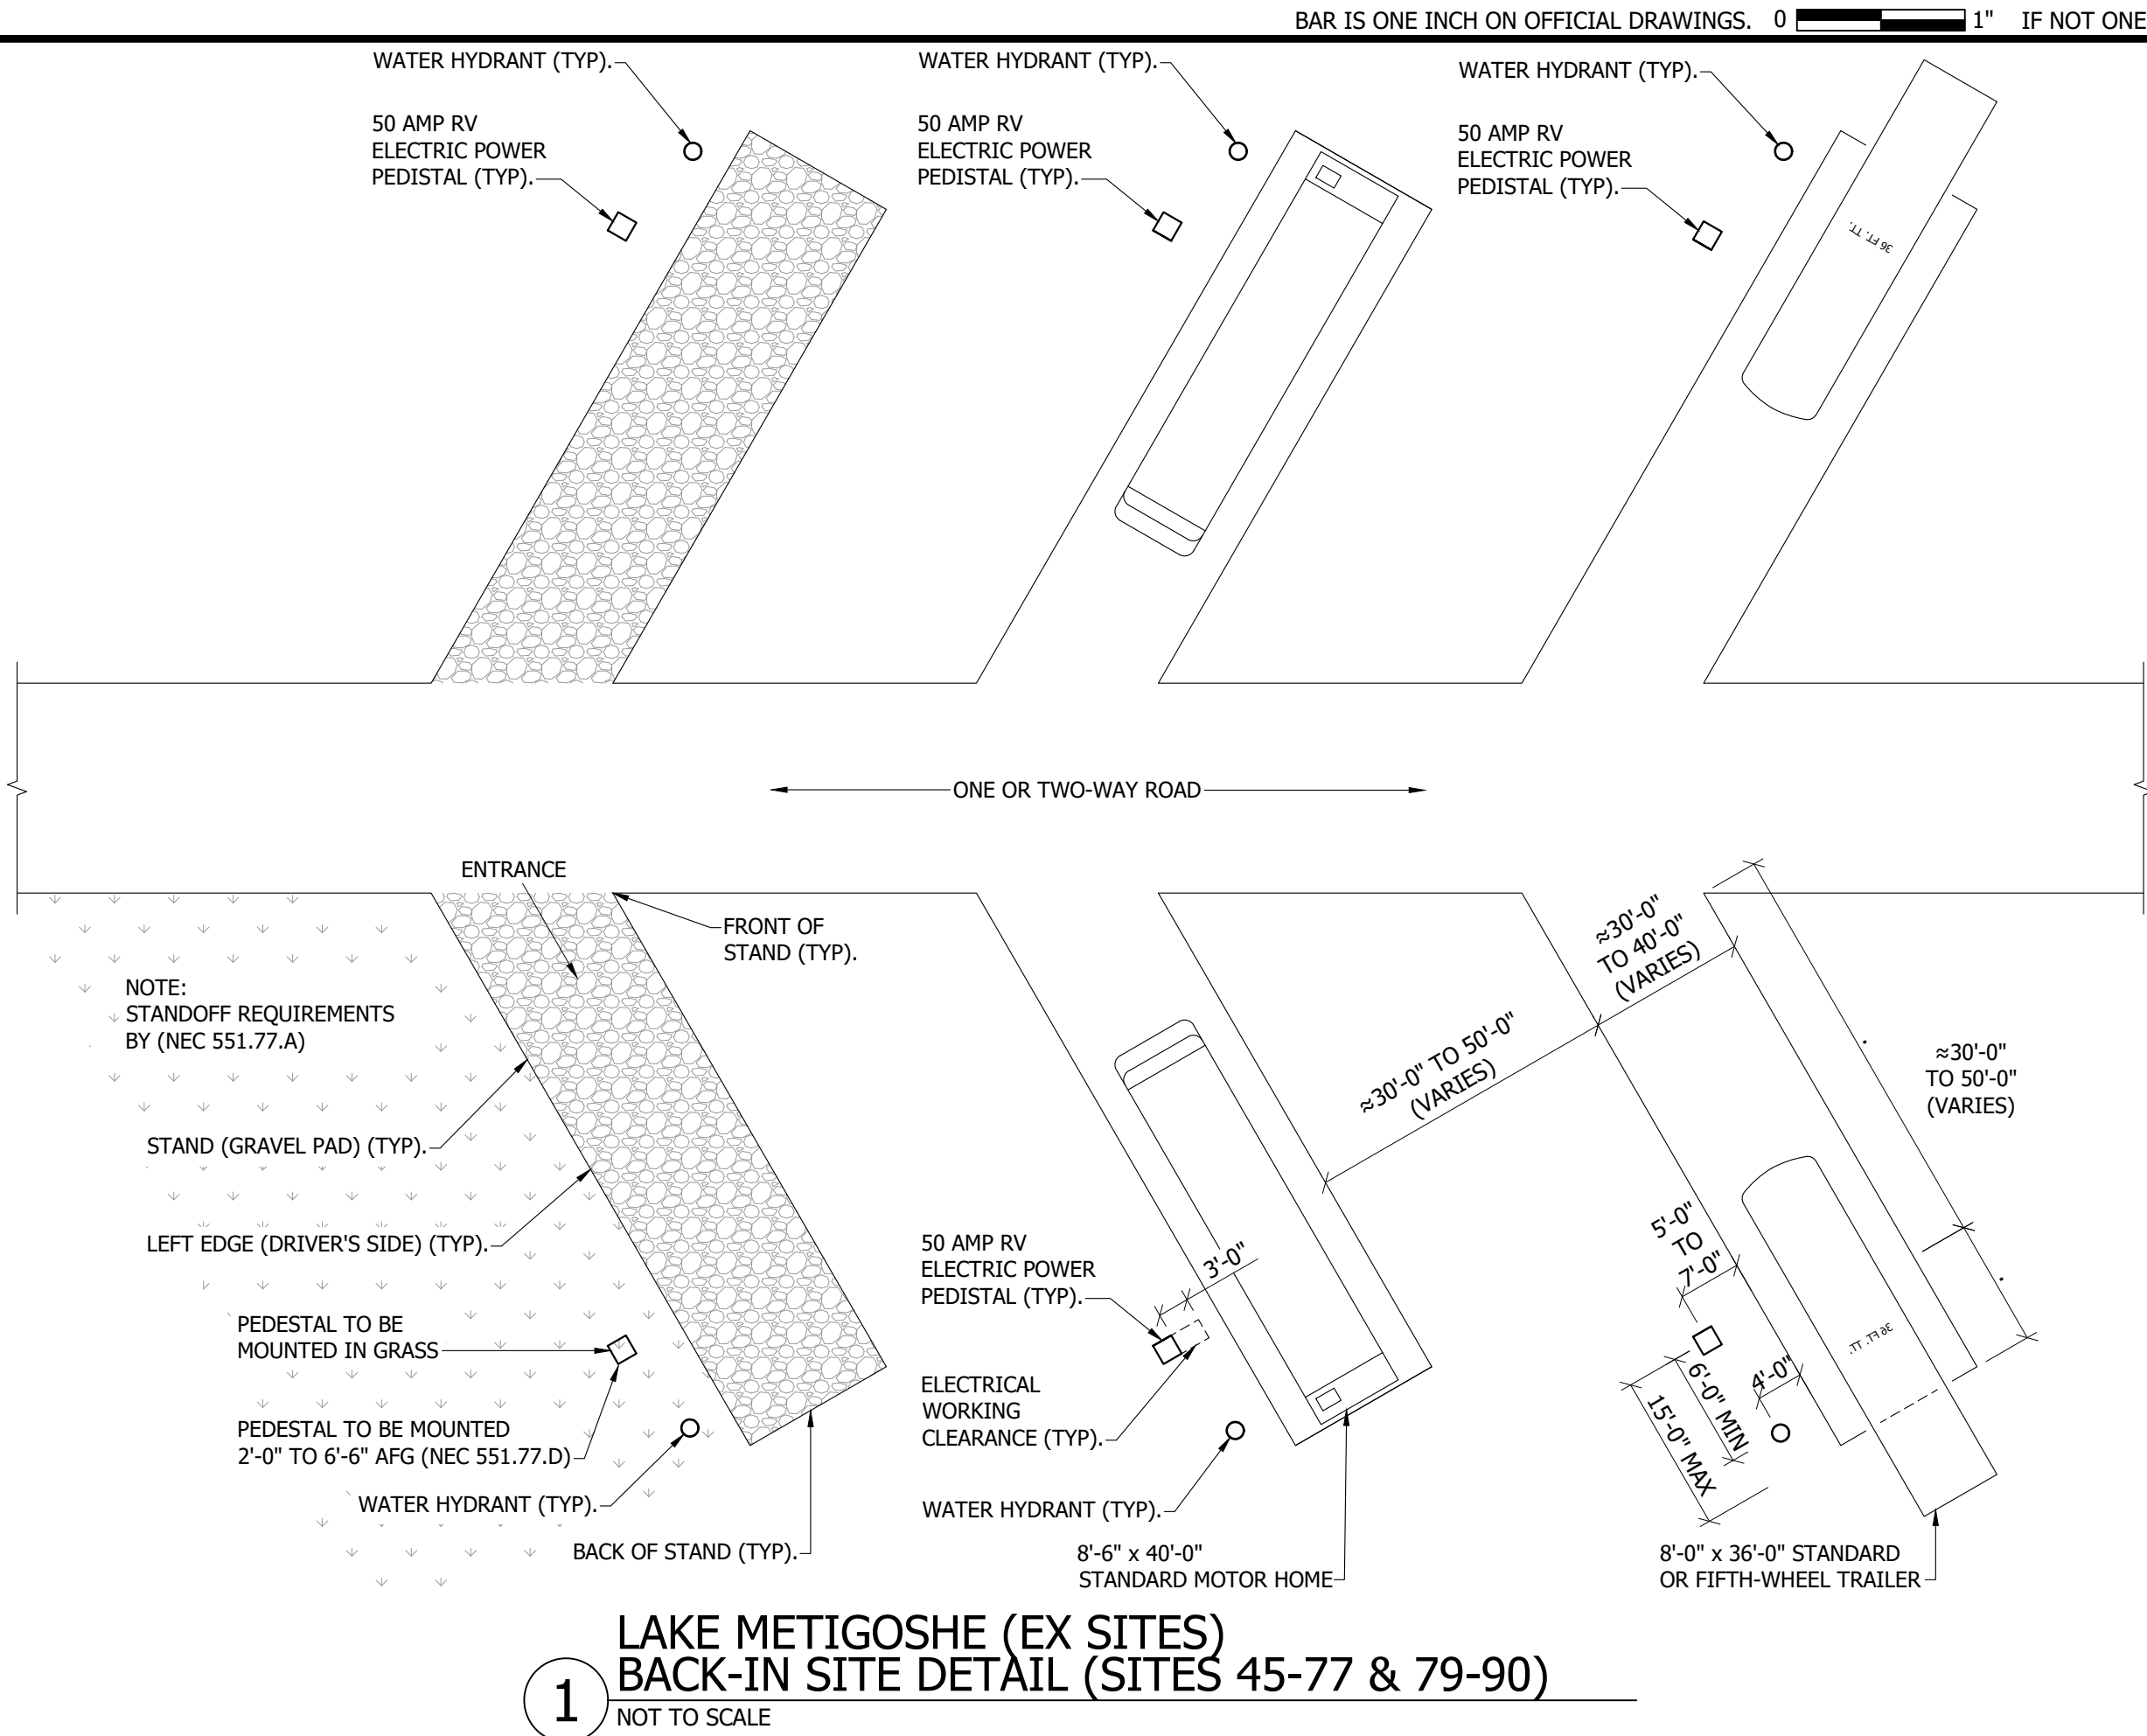 BAR IS ONE INCH ON OFFICIAL DRAWINGS. 0 1" IF NOT ONE
WATER HYDRANT (TYP).
50 AMP RV
ELECTRIC POWER
PEDISTAL (TYP).
WATER HYDRANT (TYP).
50 AMP RV
ELECTRIC POWER
PEDISTAL (TYP).
WATER HYDRANT (TYP).
50 AMP RV
ELECTRIC POWER
PEDISTAL (TYP).
36 FT. TT.
ONE OR TWO-WAY ROAD
ENTRANCE
FRONT OF
STAND (TYP).
NOTE:
STANDOFF REQUIREMENTS
BY (NEC 551.77.A)
STAND (GRAVEL PAD) (TYP).
LEFT EDGE (DRIVER'S SIDE) (TYP).
PEDESTAL TO BE
MOUNTED IN GRASS
PEDESTAL TO BE MOUNTED
2'-0" TO 6'-6" AFG (NEC 551.77.D)
WATER HYDRANT (TYP).
BACK OF STAND (TYP).
50 AMP RV
ELECTRIC POWER
PEDISTAL (TYP).
3'-0"
ELECTRICAL
WORKING
CLEARANCE (TYP).
WATER HYDRANT (TYP).
8'-6" x 40'-0"
STANDARD MOTOR HOME
≈30'-0" TO 50'-0"
(VARIES)
≈30'-0"
TO 40'-0"
(VARIES)
≈30'-0"
TO 50'-0"
(VARIES)
5'-0"
TO
7'-0"
4'-0"
6'-0" MIN
15'-0" MAX
36 FT. TT.
8'-0" x 36'-0" STANDARD
OR FIFTH-WHEEL TRAILER
LAKE METIGOSHE (EX SITES)
BACK-IN SITE DETAIL (SITES 45-77 & 79-90)
1
NOT TO SCALE